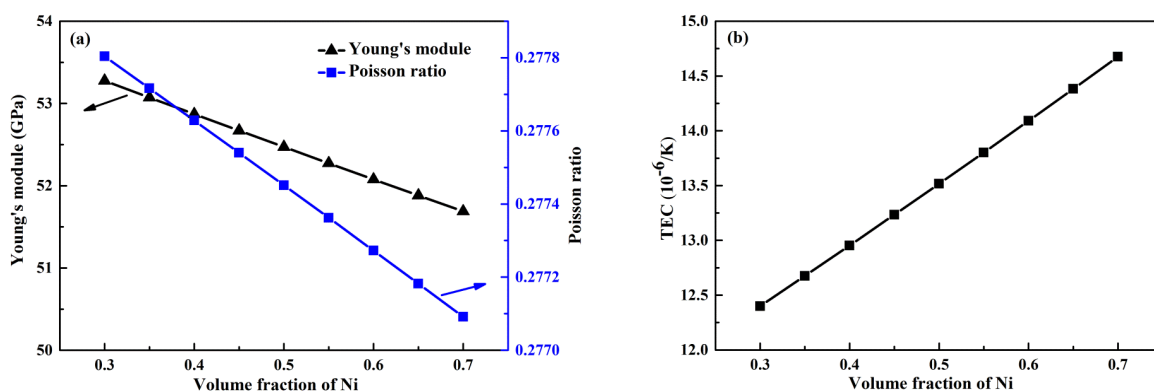 (a)
Young's module
Poisson ratio
54
53
52
51
50
Young's module (GPa)
0.2778
0.2776
0.2774
0.2772
0.2770
Poisson ratio
0.3 0.4 0.5 0.6 0.7
Volume fraction of Ni
(b)
15.0
14.5
14.0
13.5
13.0
12.5
12.0
TEC (10⁻⁶/K)
0.3 0.4 0.5 0.6 0.7
Volume fraction of Ni